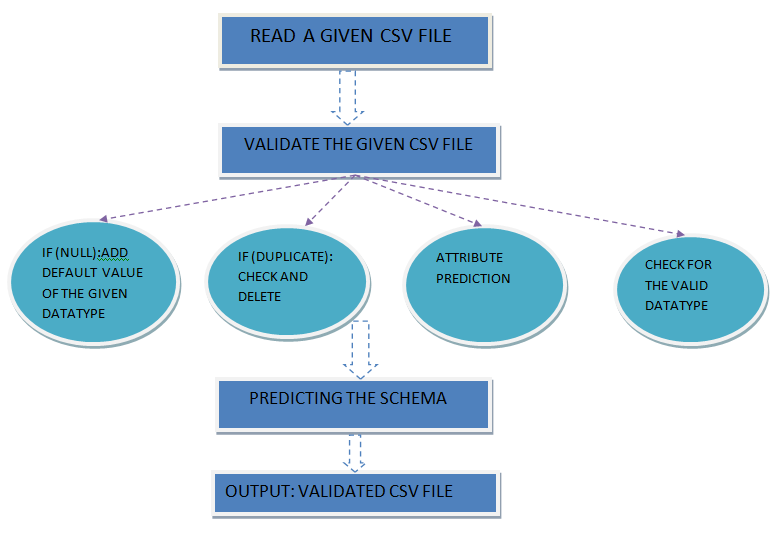 READ A GIVEN CSV FILE
VALIDATE THE GIVEN CSV FILE
IF (NULL):ADD
DEFAULT VALUE
OF THE GIVEN
DATATYPE
IF (DUPLICATE):
CHECK AND
DELETE
ATTRIBUTE
PREDICTION
CHECK FOR
THE VALID
DATATYPE
PREDICTING THE SCHEMA
OUTPUT: VALIDATED CSV FILE